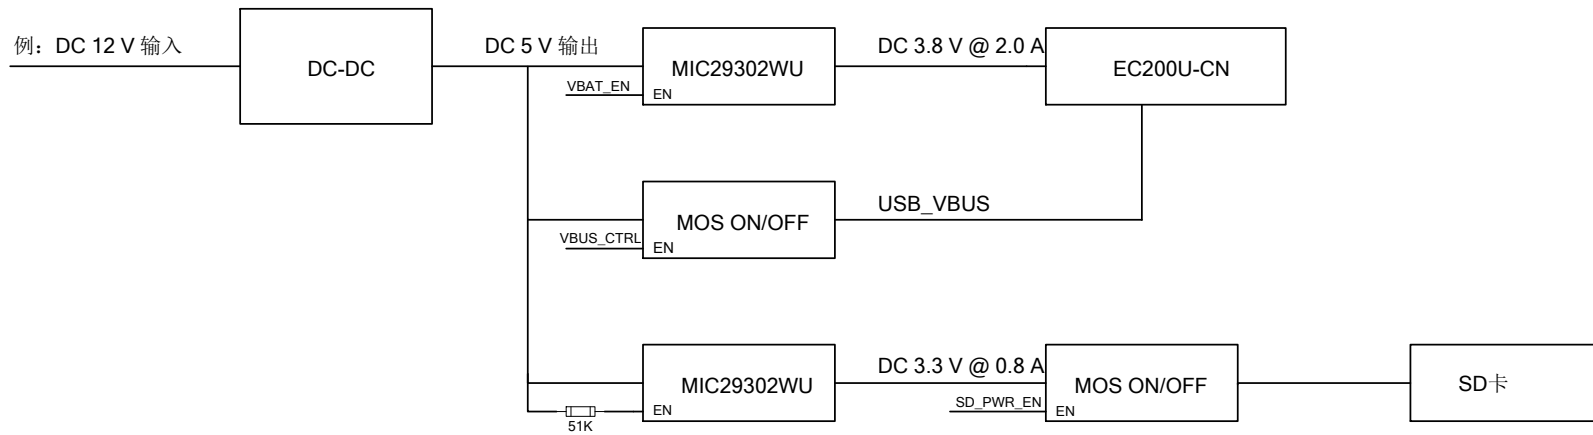 例：DC 12 V 输入
DC-DC
DC 5 V 输出
VBAT_EN
MIC29302WU
EN
DC 3.8 V @ 2.0 A
EC200U-CN
VBUS_CTRL
MOS ON/OFF
EN
USB_VBUS
51K
MIC29302WU
EN
DC 3.3 V @ 0.8 A
SD_PWR_EN
MOS ON/OFF
EN
SD卡